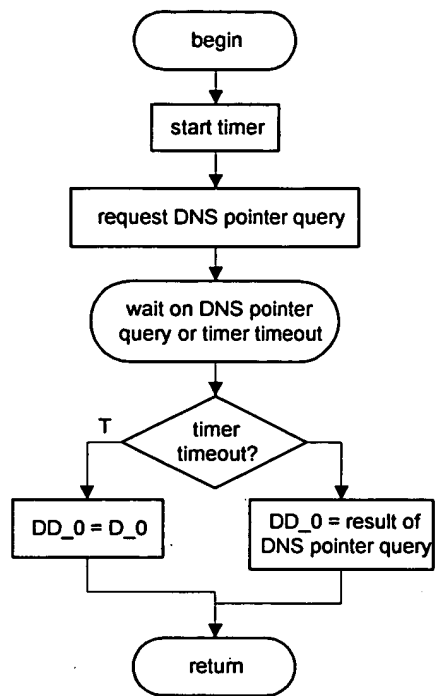 begin
start timer
request DNS pointer query
wait on DNS pointer
query or timer timeout
T
timer
timeout?
DD_0 = D_0
DD_0 = result of
DNS pointer query
return